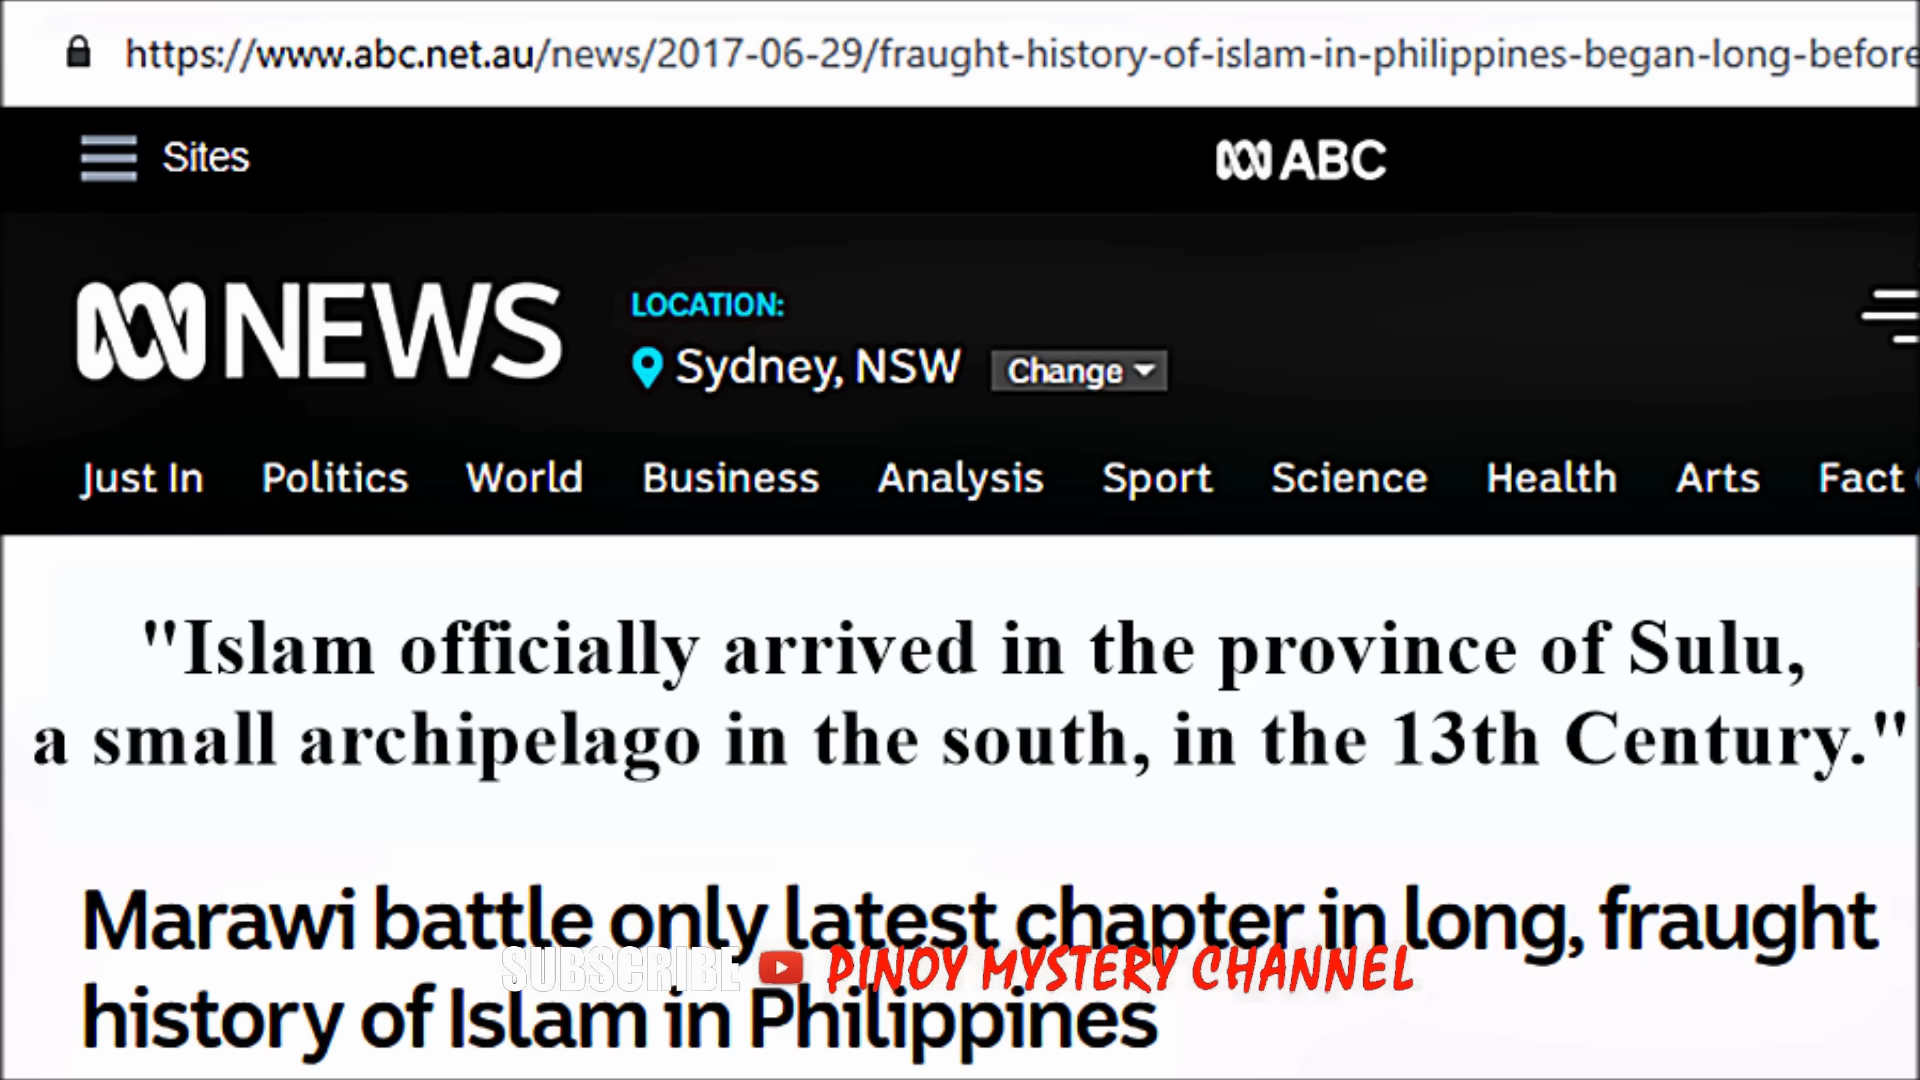 https://www.abc.net.au/news/2017-06-29/fraught-history-of-islam-in-philippines-began-long-before
Sites
ABC
NEWS
LOCATION:
Sydney, NSW
Change
Just In Politics World Business Analysis Sport Science Health Arts Fact
"Islam officially arrived in the province of Sulu,
a small archipelago in the south, in the 13th Century."
Marawi battle only latest chapter in long, fraught
SUBSCRIBE PINOY MYSTERY CHANNEL
history of Islam in Philippines